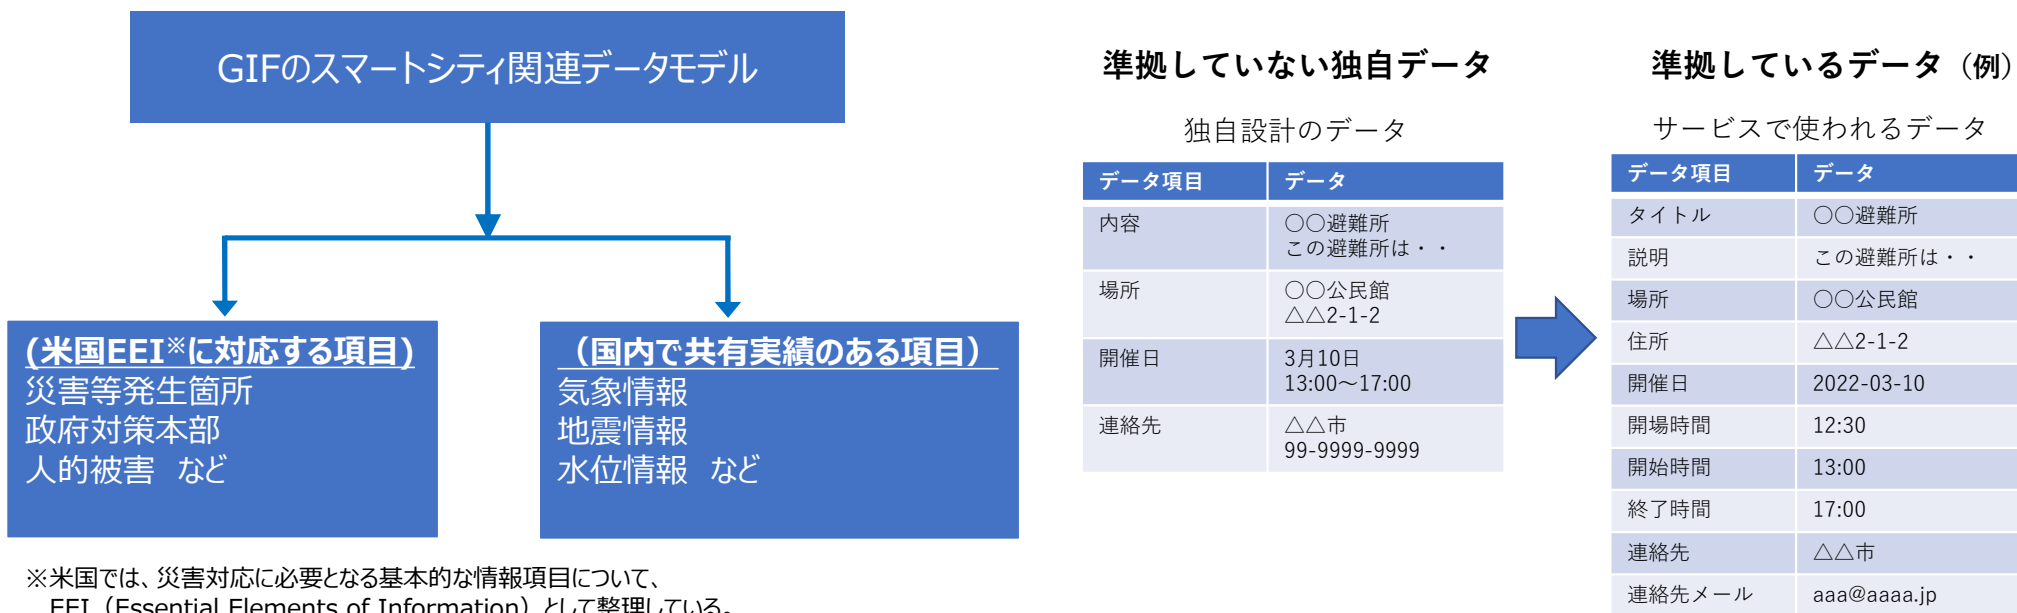 GIFのスマートシティ関連データモデル
(米国EEI※に対応する項目)
災害等発生箇所
政府対策本部
人的被害 など
（国内で共有実績のある項目）
気象情報
地震情報
水位情報 など
※米国では、災害対応に必要となる基本的な情報項目について、
EEI（Essential Elements of Information）として整理している。
準拠していない独自データ
独自設計のデータ
データ項目 データ
内容 〇〇避難所
この避難所は・・
場所 〇〇公民館
△△2-1-2
開催日 3月10日
13:00～17:00
連絡先 △△市
99-9999-9999
準拠しているデータ（例）
サービスで使われるデータ
データ項目 データ
タイトル 〇〇避難所
説明 この避難所は・・
場所 〇〇公民館
住所 △△2-1-2
開催日 2022-03-10
開場時間 12:30
開始時間 13:00
終了時間 17:00
連絡先 △△市
連絡先メール aaa@aaaa.jp